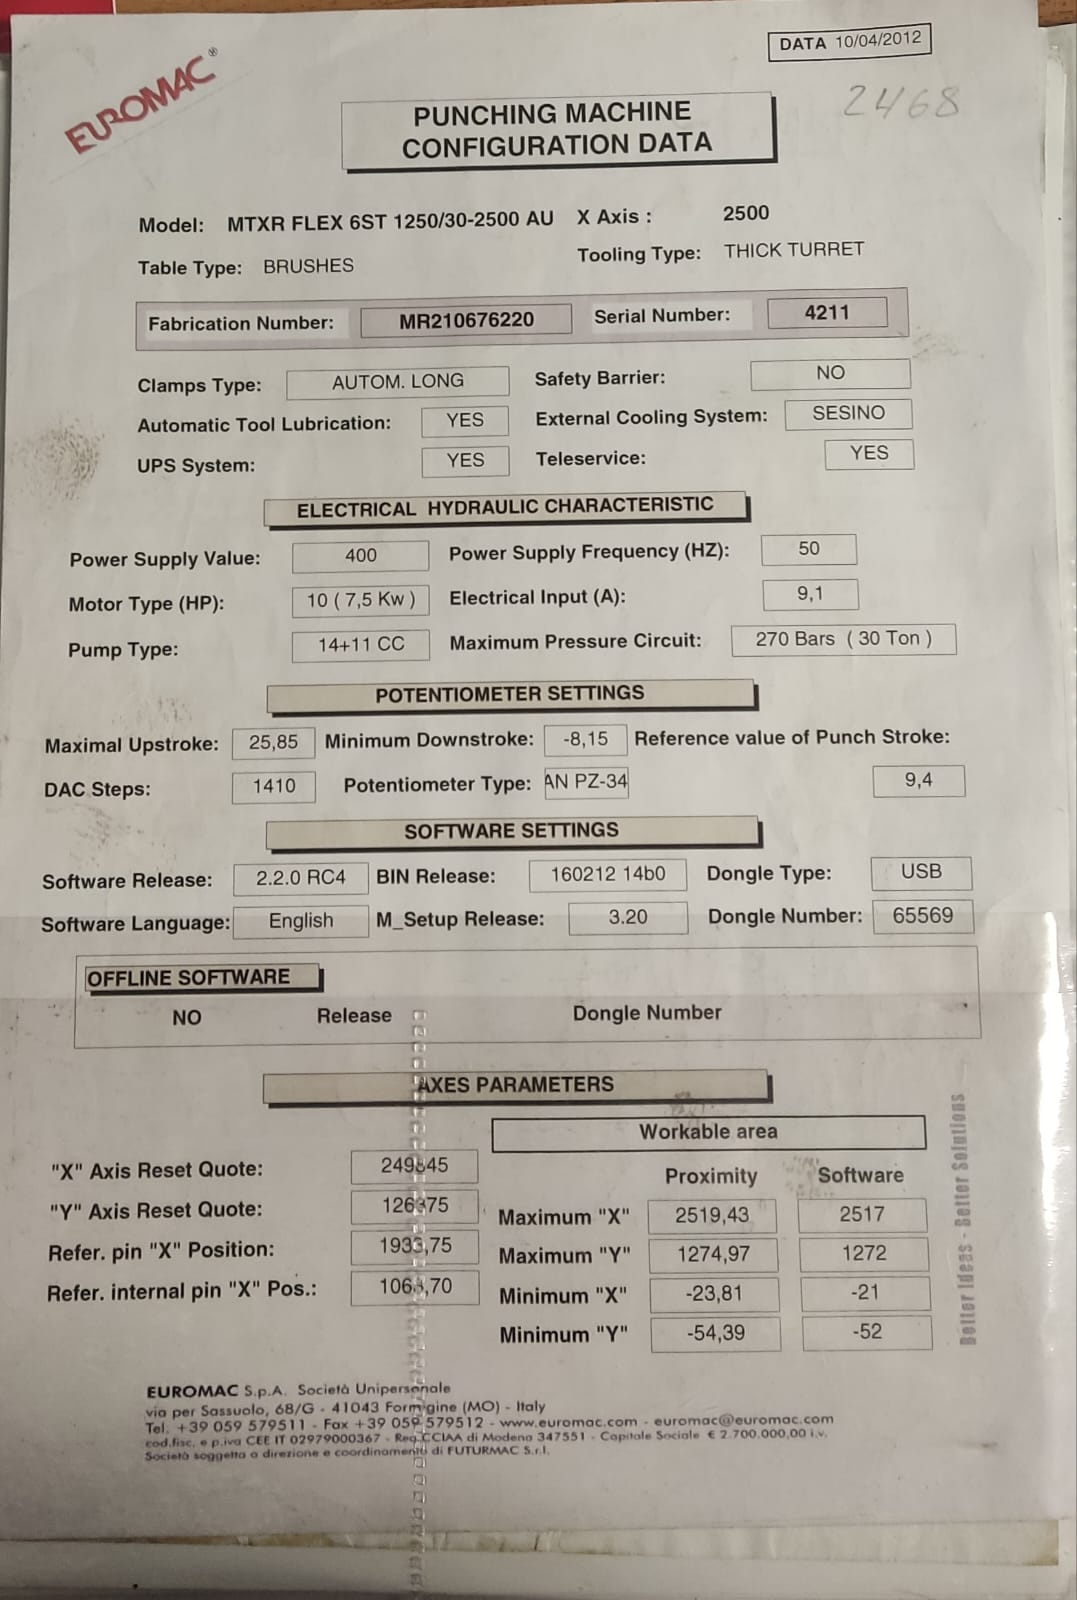 EUROMAC®
DATA 10/04/2012
2468
PUNCHING MACHINE
CONFIGURATION DATA
Model: MTXR FLEX 6ST 1250/30-2500 AU X Axis : 2500
Table Type: BRUSHES Tooling Type: THICK TURRET
Fabrication Number: MR210676220 Serial Number: 4211
Clamps Type: AUTOM. LONG Safety Barrier: NO
Automatic Tool Lubrication: YES External Cooling System: SESINO
UPS System: YES Teleservice: YES
ELECTRICAL HYDRAULIC CHARACTERISTIC
Power Supply Value: 400 Power Supply Frequency (HZ): 50
Motor Type (HP): 10 ( 7,5 Kw ) Electrical Input (A): 9,1
Pump Type: 14+11 CC Maximum Pressure Circuit: 270 Bars ( 30 Ton )
POTENTIOMETER SETTINGS
Maximal Upstroke: 25,85 Minimum Downstroke: -8,15 Reference value of Punch Stroke:
DAC Steps: 1410 Potentiometer Type: AN PZ-34 9,4
SOFTWARE SETTINGS
Software Release: 2.2.0 RC4 BIN Release: 160212 14b0 Dongle Type: USB
Software Language: English M_Setup Release: 3.20 Dongle Number: 65569
OFFLINE SOFTWARE
NO Release Dongle Number
AXES PARAMETERS
Workable area
"X" Axis Reset Quote: 249845 Proximity Software
"Y" Axis Reset Quote: 126375 Maximum "X" 2519,43 2517
Refer. pin "X" Position: 1933,75 Maximum "Y" 1274,97 1272
Refer. internal pin "X" Pos.: Minimum "X" -23,81 -21
Minimum "Y" -54,39 -52
Better Ideas - Better Solutions
EUROMAC S.p.A. Società Unipersonale
via per Sassuolo, 68/G - 41043 Formigine (MO) - Italy
Tel. +39 059 579511 - Fax +39 059 579512 - www.euromac.com - euromac@euromac.com
cod.fisc. e p.iva CEE IT 02979000367 - Reg.CCIAA di Modena 347551 - Capitale Sociale € 2.700.000,00 i.v.
Società soggetta a direzione e coordinamento di FUTURMAC S.r.l.